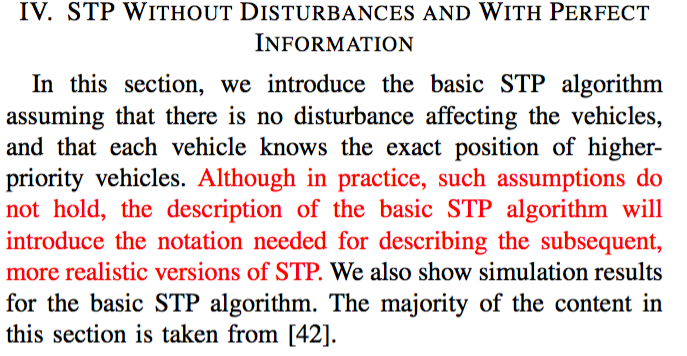 IV. STP WITHOUT DISTURBANCES AND WITH PERFECT
INFORMATION
In this section, we introduce the basic STP algorithm
assuming that there is no disturbance affecting the vehicles,
and that each vehicle knows the exact position of higher-
priority vehicles. Although in practice, such assumptions do
not hold, the description of the basic STP algorithm will
introduce the notation needed for describing the subsequent,
more realistic versions of STP. We also show simulation results
for the basic STP algorithm. The majority of the content in
this section is taken from [42].